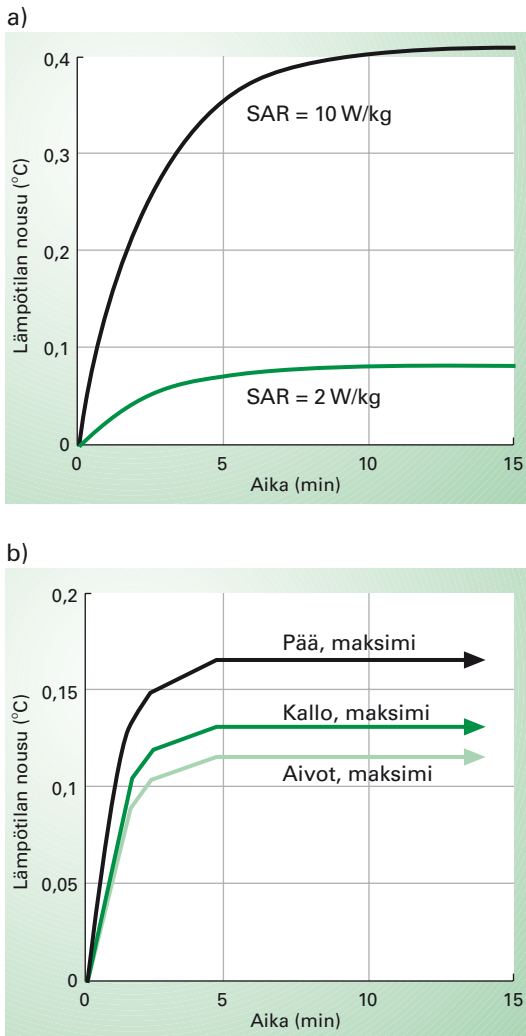 a)
0,4
0,3
0,2
0,1
0
Lämpötilan nousu (°C)
SAR = 10 W/kg
SAR = 2 W/kg
0 5 10 15
Aika (min)
b)
0,2
0,15
0,1
0,05
0
Lämpötilan nousu (°C)
Pää, maksimi
Kallo, maksimi
Aivot, maksimi
0 5 10 15
Aika (min)